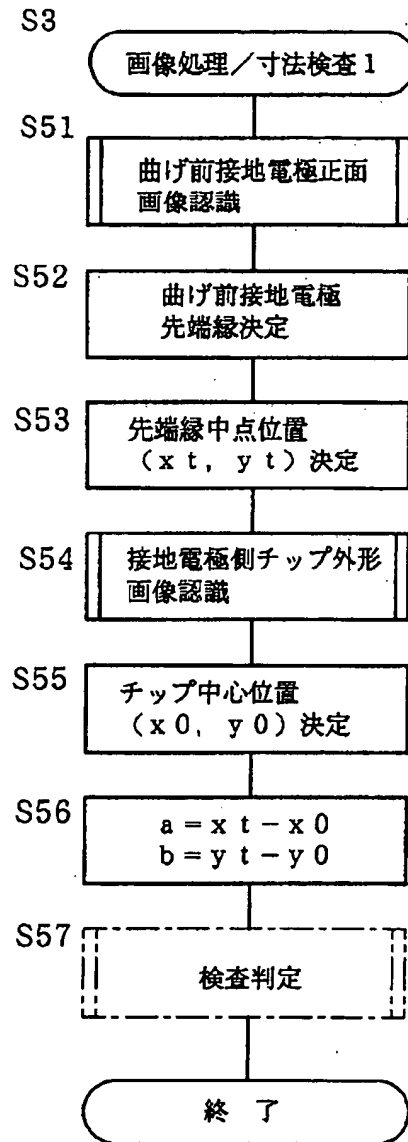 S3
画像処理／寸法検査1
S51
曲げ前接地電極正面
画像認識
S52
曲げ前接地電極
先端縁決定
S53
先端縁中点位置
(xt, yt) 決定
S54
接地電極側チップ外形
画像認識
S55
チップ中心位置
(x0, y0) 決定
S56
a=xt-x0
b=yt-y0
S57
検査判定
終 了